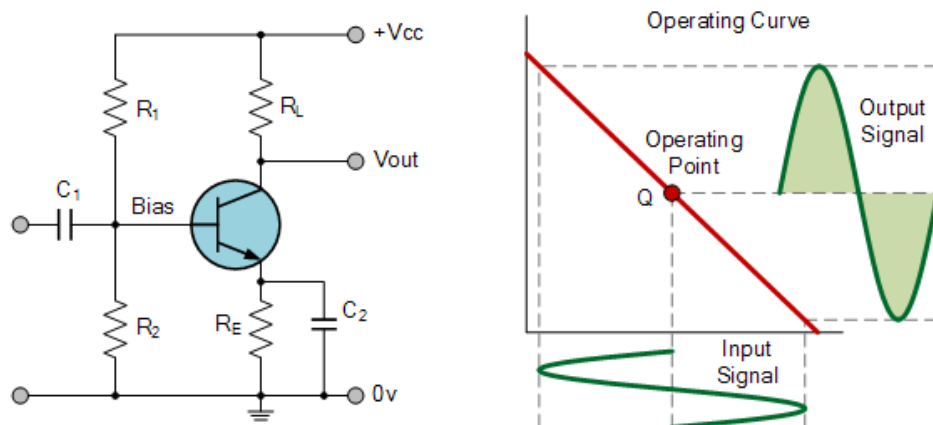 +Vcc
R1
RL
Vout
C1
Bias
R2
RE
C2
0v
Operating Curve
Output
Signal
Operating
Point
Q
Input
Signal